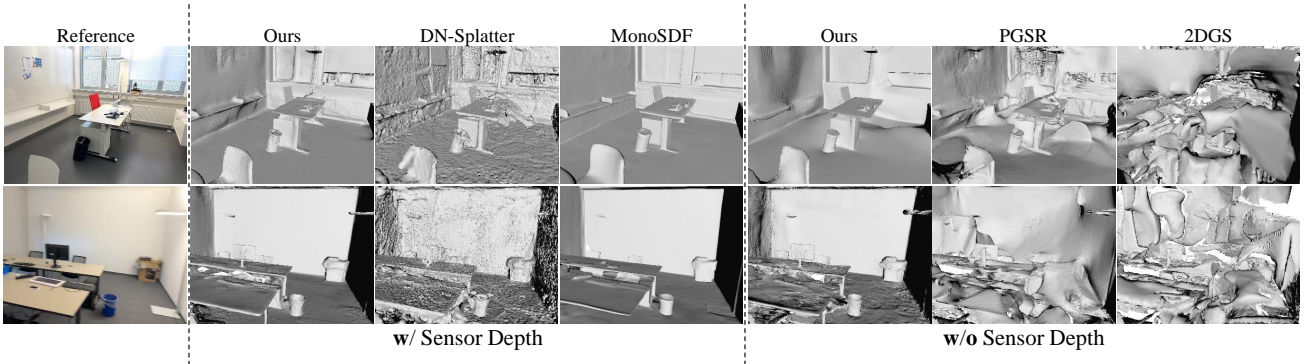 Reference Ours DN-Splatter MonoSDF Ours PGSR 2DGS
w/ Sensor Depth w/o Sensor Depth